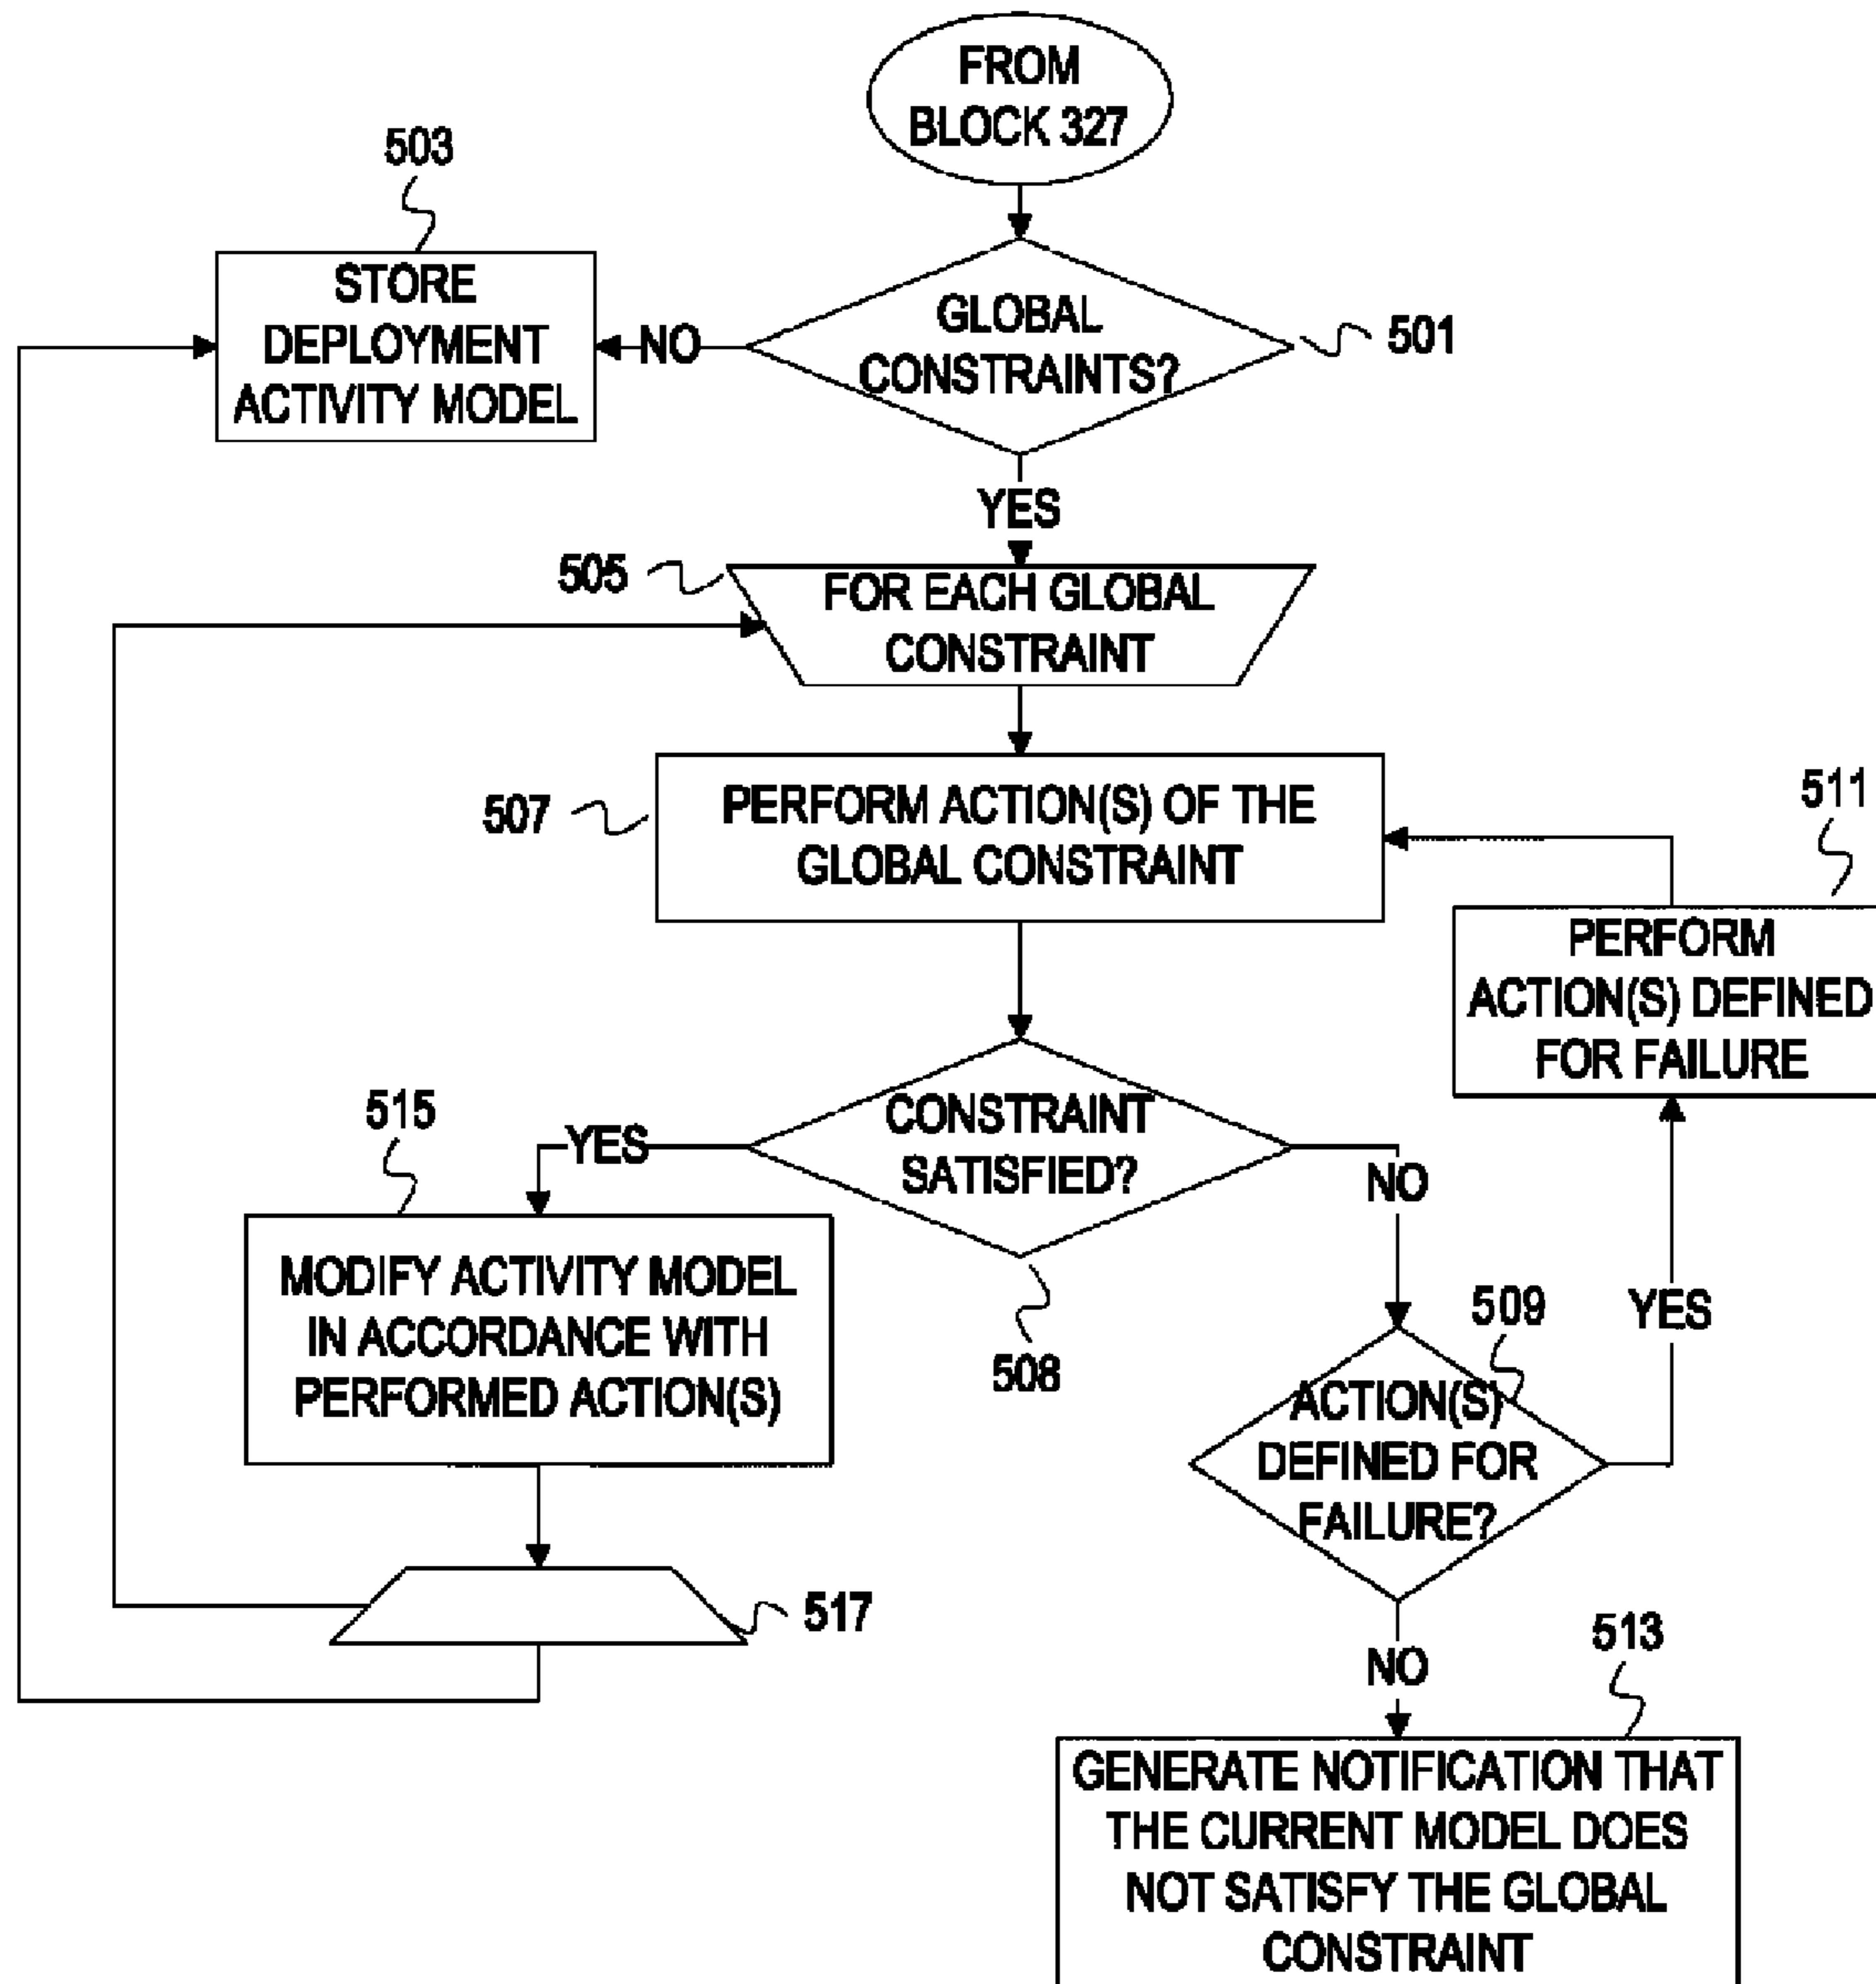 FROM
BLOCK 327
503
STORE
DEPLOYMENT
ACTIVITY MODEL
NO
GLOBAL
CONSTRAINTS?
501
YES
505
FOR EACH GLOBAL
CONSTRAINT
507
PERFORM ACTION(S) OF THE
GLOBAL CONSTRAINT
511
PERFORM
ACTION(S) DEFINED
FOR FAILURE
515
YES
CONSTRAINT
SATISFIED?
NO
508
MODIFY ACTIVITY MODEL
IN ACCORDANCE WITH
PERFORMED ACTION(S)
509
YES
ACTION(S)
DEFINED FOR
FAILURE?
517
NO
513
GENERATE NOTIFICATION THAT
THE CURRENT MODEL DOES
NOT SATISFY THE GLOBAL
CONSTRAINT